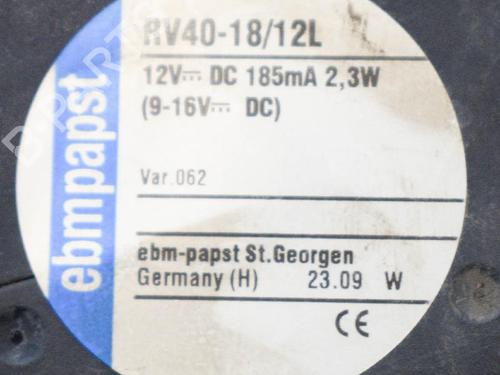 RV40-18/12L
12V⎓ DC 185mA 2,3W
(9-16V⎓ DC)
Var.062
ebm-papst St.Georgen
Germany (H) 23.09 W
CE
ebmpapst
B-PARTS